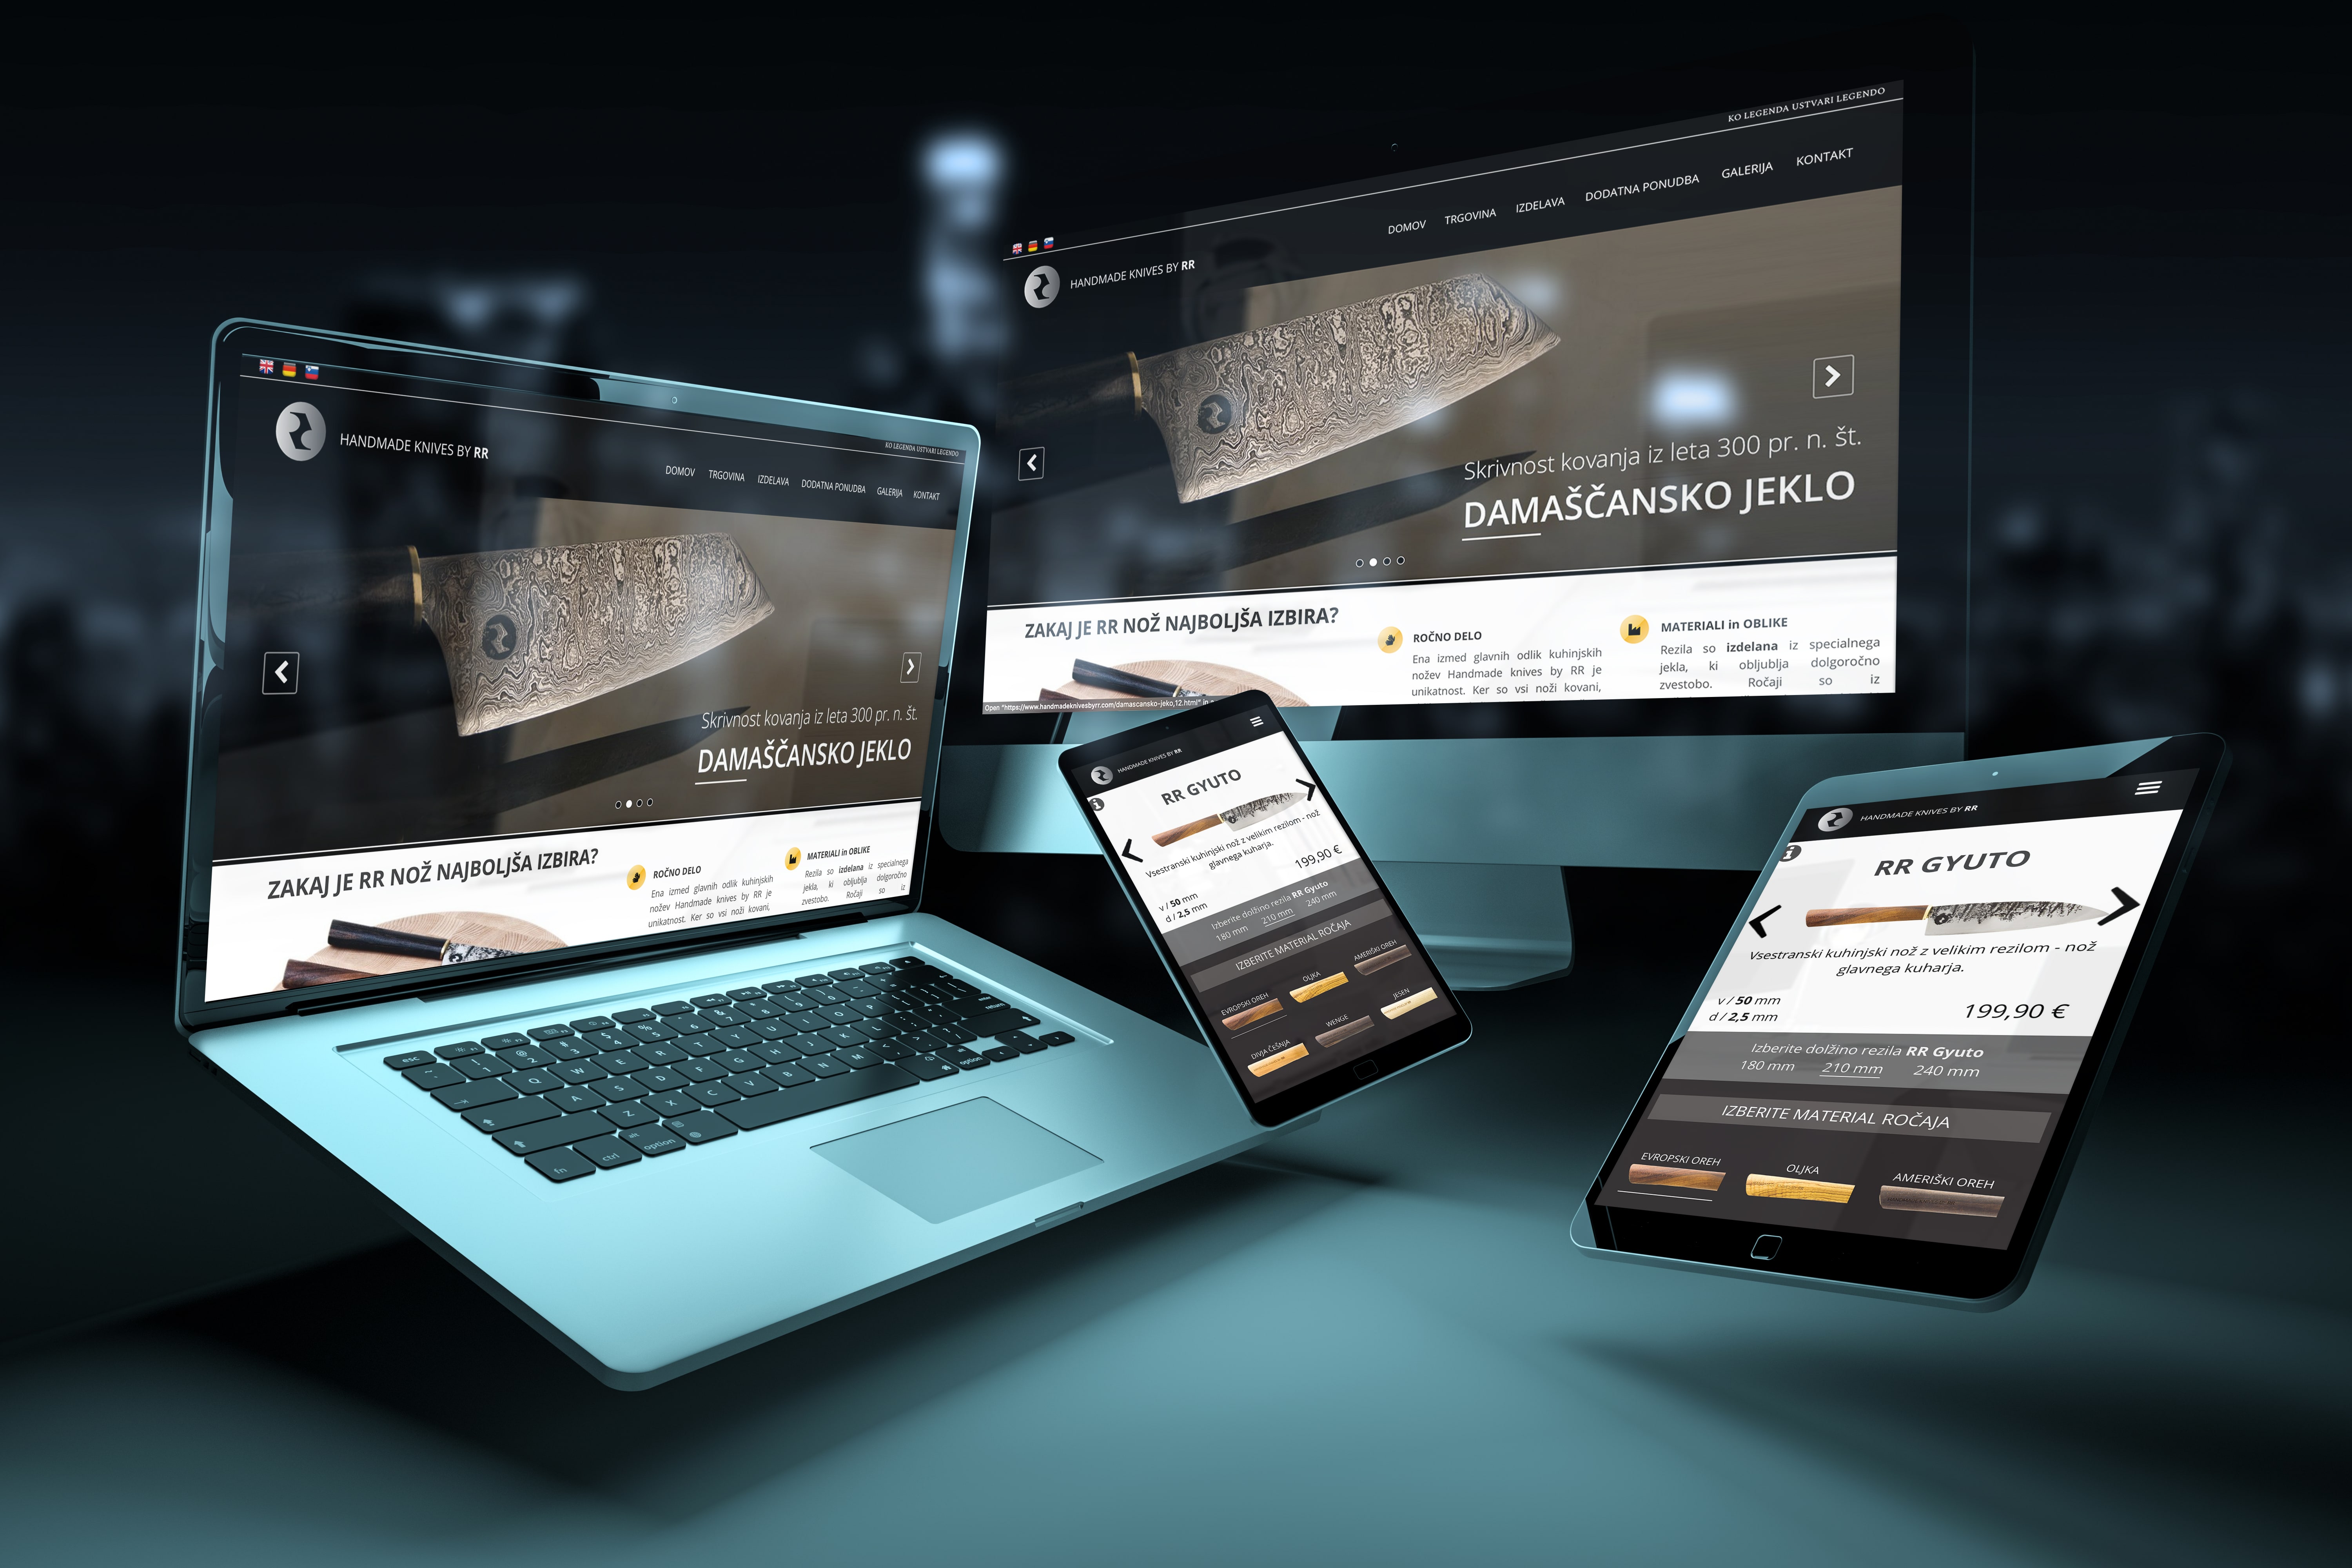 HANDMADE KNIVES BY RR
KO LEGENDA USTVARI LEGENDO
DOMOV TRGOVINA IZDELAVA DODATNA PONUDBA GALERIJA KONTAKT
Skrivnost kovanja iz leta 300 pr. n. št.
DAMAŠČANSKO JEKLO
ZAKAJ JE RR NOŽ NAJBOLJŠA IZBIRA?
ROČNO DELO
Ena izmed glavnih odlik kuhinjskih
nožev Handmade knives by RR je
unikatnost. Ker so vsi noži kovani,
MATERIALI in OBLIKE
Rezila so izdelana iz specialnega
jekla, ki obljublja dolgoročno
zvestobo. Ročaji so iz
KO LEGENDA USTVARI LEGENDO
DOMOV TRGOVINA IZDELAVA DODATNA PONUDBA GALERIJA KONTAKT
HANDMADE KNIVES BY RR
Skrivnost kovanja iz leta 300 pr. n. št.
DAMAŠČANSKO JEKLO
ZAKAJ JE RR NOŽ NAJBOLJŠA IZBIRA?
ROČNO DELO
Ena izmed glavnih odlik kuhinjskih
nožev Handmade knives by RR je
unikatnost. Ker so vsi noži kovani,
MATERIALI in OBLIKE
Rezila so izdelana iz specialnega
jekla, ki obljublja dolgoročno
zvestobo. Ročaji so iz
Open "https://www.handmadeknivesbyrr.com/damascansko-jeko,12.html" in
HANDMADE KNIVES BY RR
RR GYUTO
Vsestranski kuhinjski nož z velikim rezilom - nož
glavnega kuharja.
199,90 €
v / 50 mm
d / 2,5 mm
Izberite dolžino rezila RR Gyuto
180 mm 210 mm 240 mm
IZBERITE MATERIAL ROČAJA
EVROPSKI OREH OLJKA AMERIŠKI OREH
DIVJA ČEŠNJA WENGE JESEN
HANDMADE KNIVES BY RR
RR GYUTO
Vsestranski kuhinjski nož z velikim rezilom - nož
glavnega kuharja.
v / 50 mm
d / 2,5 mm
199,90 €
Izberite dolžino rezila RR Gyuto
180 mm 210 mm 240 mm
IZBERITE MATERIAL ROČAJA
EVROPSKI OREH OLJKA AMERIŠKI OREH